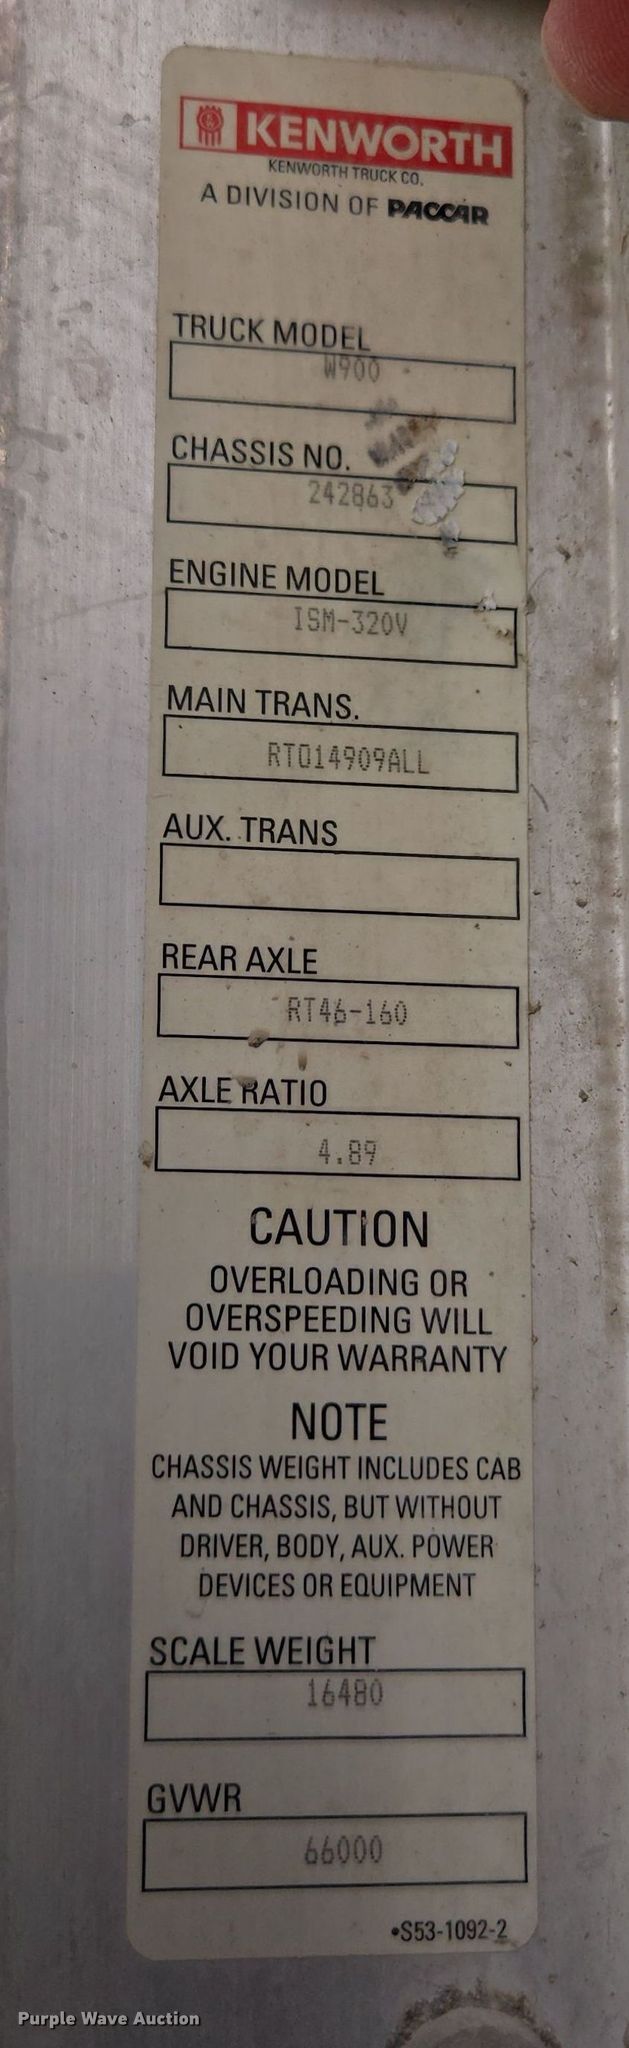 KENWORTH
KENWORTH TRUCK CO.
A DIVISION OF PACCAR
TRUCK MODEL
W900
CHASSIS NO.
242863
ENGINE MODEL
ISM-320V
MAIN TRANS.
RTO14909ALL
AUX. TRANS
REAR AXLE
RT46-160
AXLE RATIO
4.89
CAUTION
OVERLOADING OR
OVERSPEEDING WILL
VOID YOUR WARRANTY
NOTE
CHASSIS WEIGHT INCLUDES CAB
AND CHASSIS, BUT WITHOUT
DRIVER, BODY, AUX. POWER
DEVICES OR EQUIPMENT
SCALE WEIGHT
16480
GVWR
66000
•S53-1092-2
Purple Wave Auction